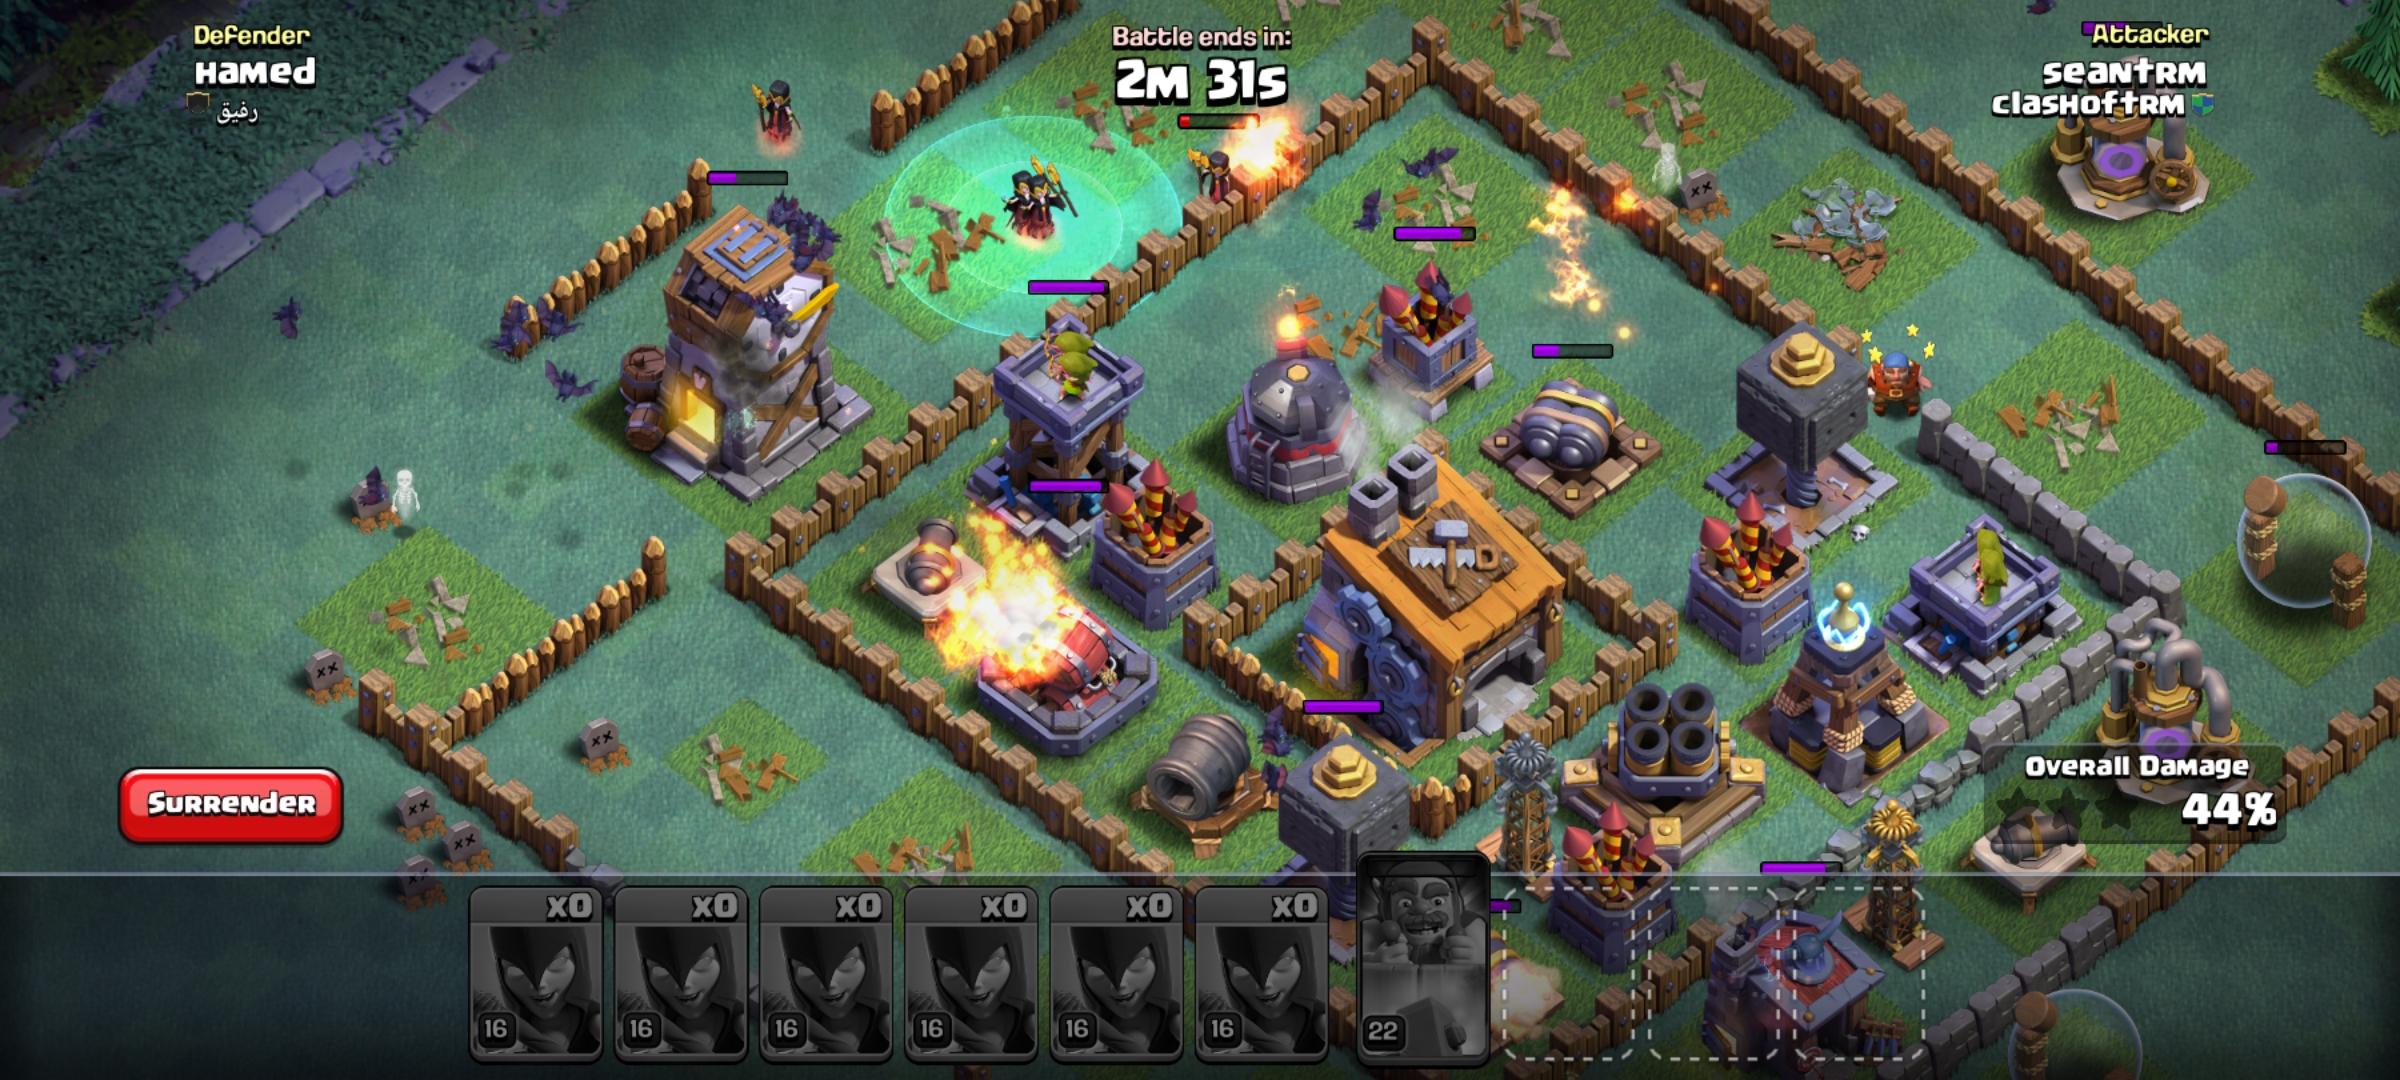 Defender
Hamed
رفيق
Battle ends in:
2M 31s
Attacker
seantrm
clashoftrm
Surrender
Overall Damage
44%
x0
x0
x0
x0
x0
x0
16
16
16
16
16
16
22